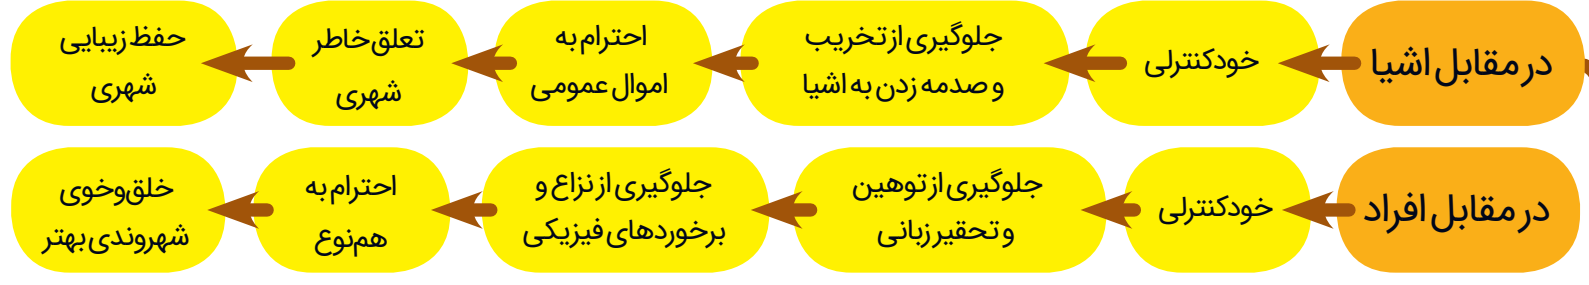 در مقابل اشیا
خودکنترلی
جلوگیری از تخریب
و صدمه زدن به اشیا
احترام به
اموال عمومی
تعلق خاطر
شهری
حفظ زیبایی
شهری
در مقابل افراد
خودکنترلی
جلوگیری از توهین
و تحقیر زبانی
جلوگیری از نزاع و
برخوردهای فیزیکی
احترام به
هم‌نوع
خلق‌وخوی
شهروندی بهتر